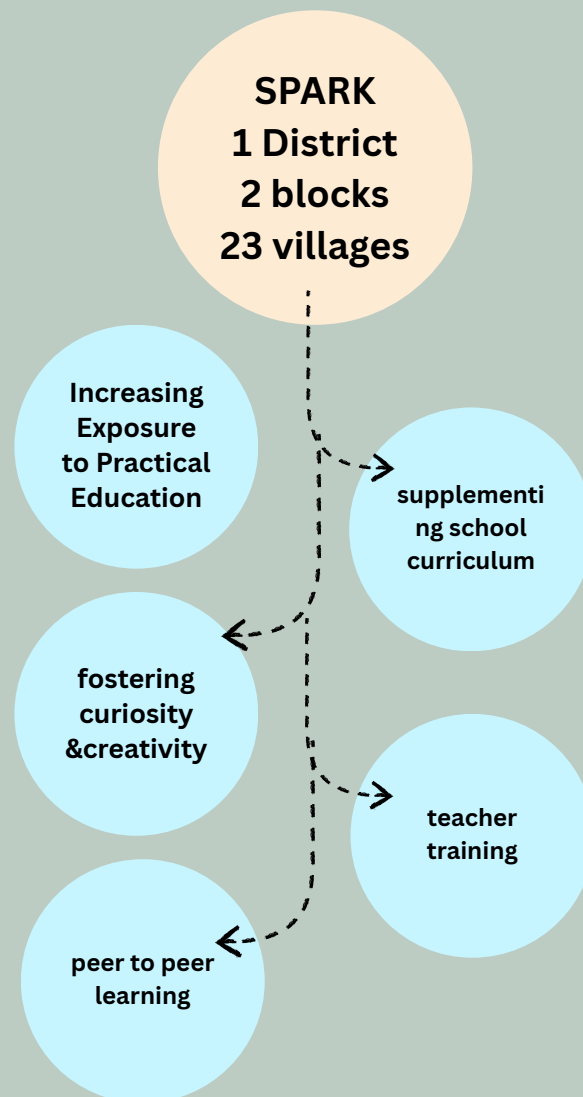 SPARK
1 District
2 blocks
23 villages
Increasing
Exposure
to Practical
Education
supplementi
ng school
curriculum
fostering
curiosity
&creativity
teacher
training
peer to peer
learning